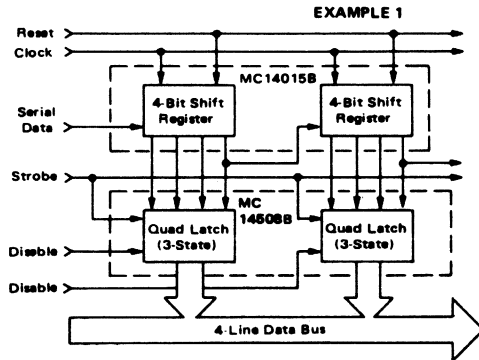 EXAMPLE 1
Reset
Clock
MC14015B
4-Bit Shift
Register
4-Bit Shift
Register
Serial
Data
Strobe
MC
14508B
Quad Latch
(3-State)
Quad Latch
(3-State)
Disable
Disable
4-Line Data Bus